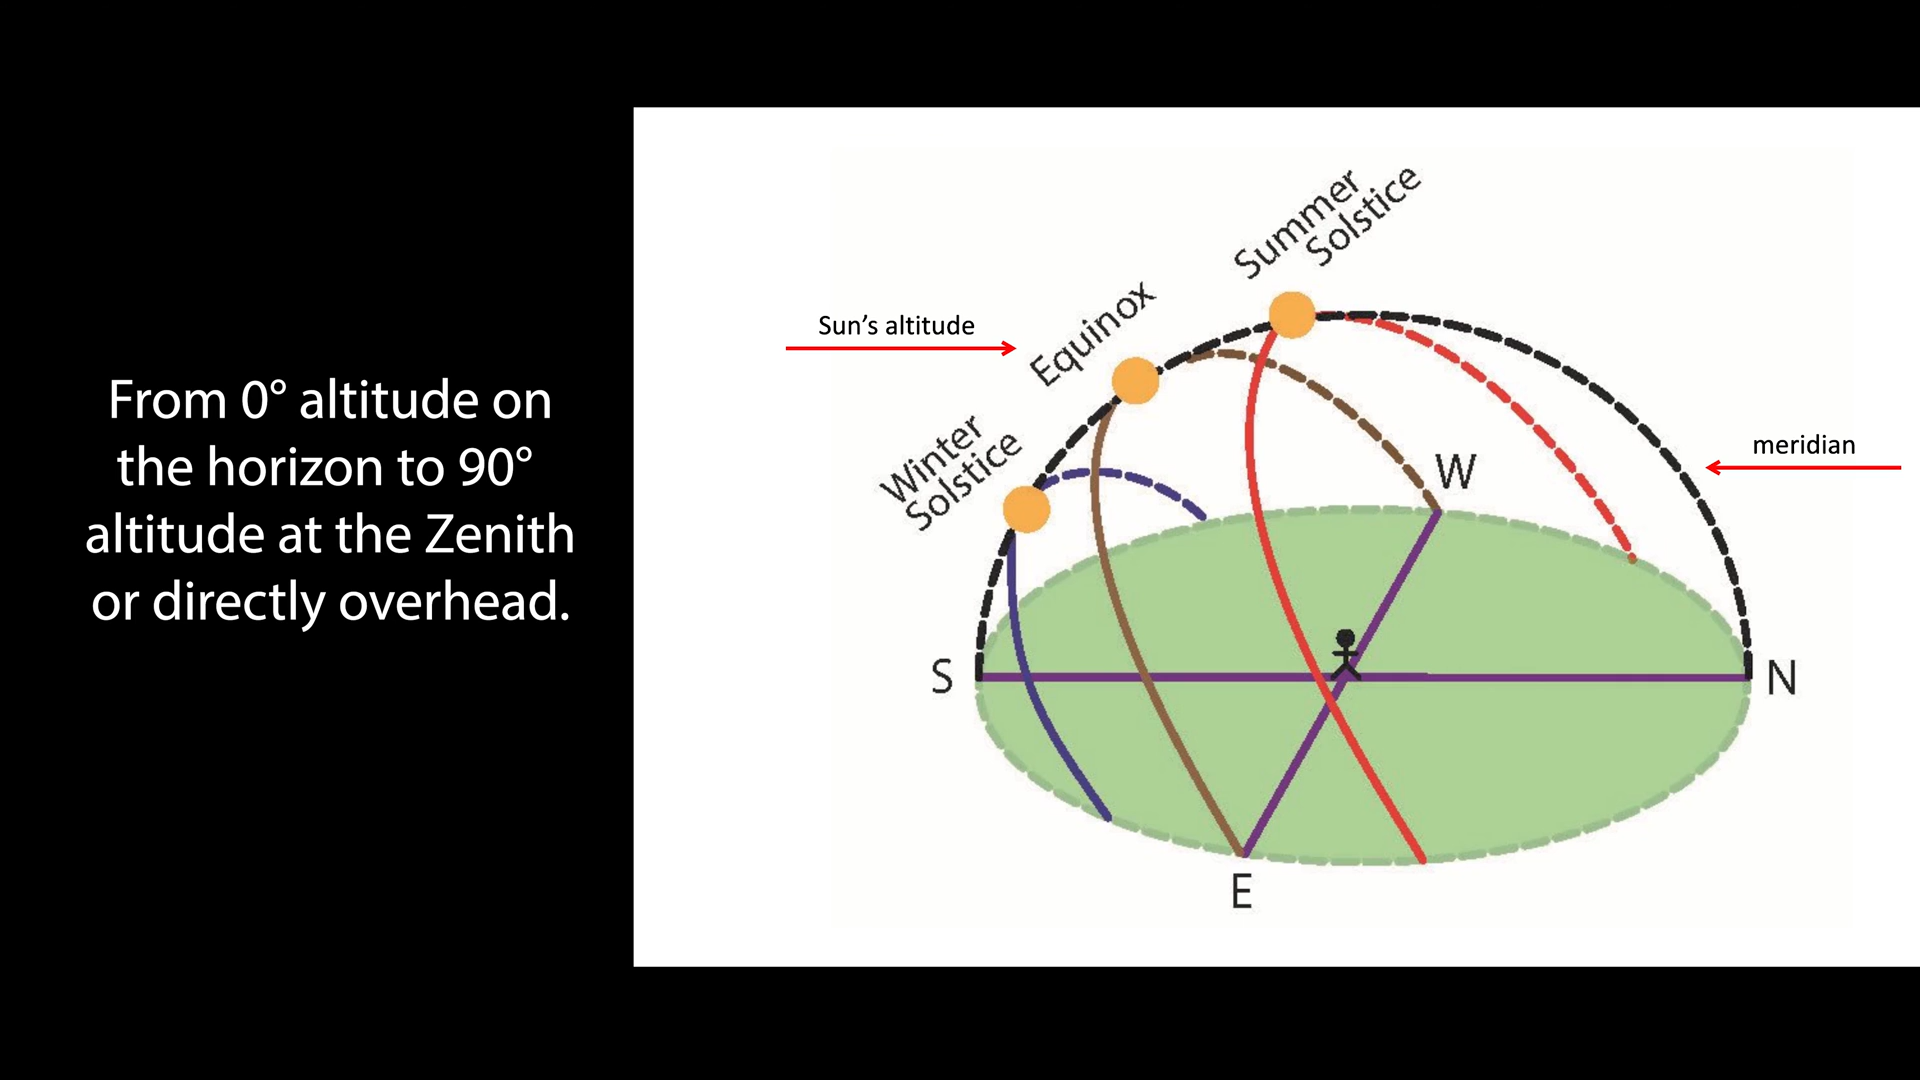 From 0° altitude on
the horizon to 90°
altitude at the Zenith
or directly overhead.
Summer
Solstice
Sun’s altitude
Equinox
Winter
Solstice
meridian
W
S
N
E